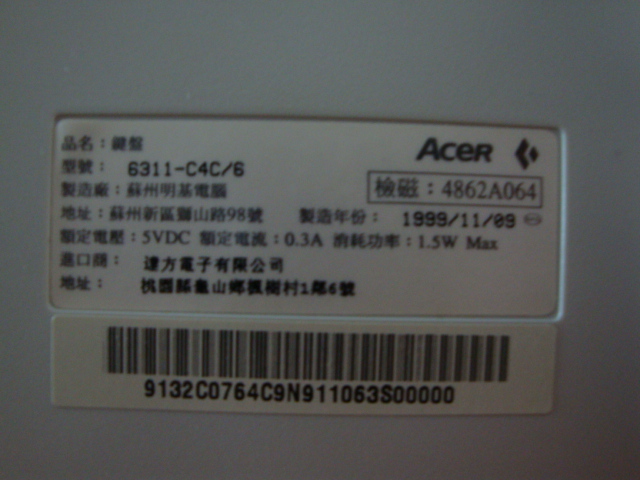 品名：鍵盤
ACER
型號： 6311-C4C/6
製造廠：蘇州明基電腦
檢磁：4862A064
地址：蘇州新區獅山路98號 製造年份： 1999/11/09
額定電壓：5VDC 額定電流：0.3A 消耗功率：1.5W Max
進口商： 達方電子有限公司
地址： 桃園縣龜山鄉楓樹村1鄰6號
9132C0764C9N911063S00000